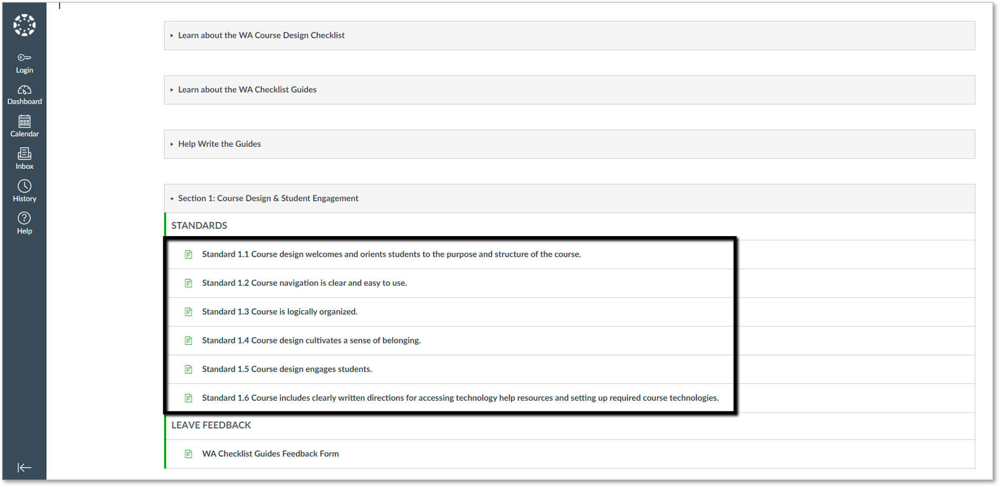 Login
Dashboard
Calendar
Inbox
History
Help
Learn about the WA Course Design Checklist
Learn about the WA Checklist Guides
Help Write the Guides
Section 1: Course Design & Student Engagement
STANDARDS
Standard 1.1 Course design welcomes and orients students to the purpose and structure of the course.
Standard 1.2 Course navigation is clear and easy to use.
Standard 1.3 Course is logically organized.
Standard 1.4 Course design cultivates a sense of belonging.
Standard 1.5 Course design engages students.
Standard 1.6 Course includes clearly written directions for accessing technology help resources and setting up required course technologies.
LEAVE FEEDBACK
WA Checklist Guides Feedback Form